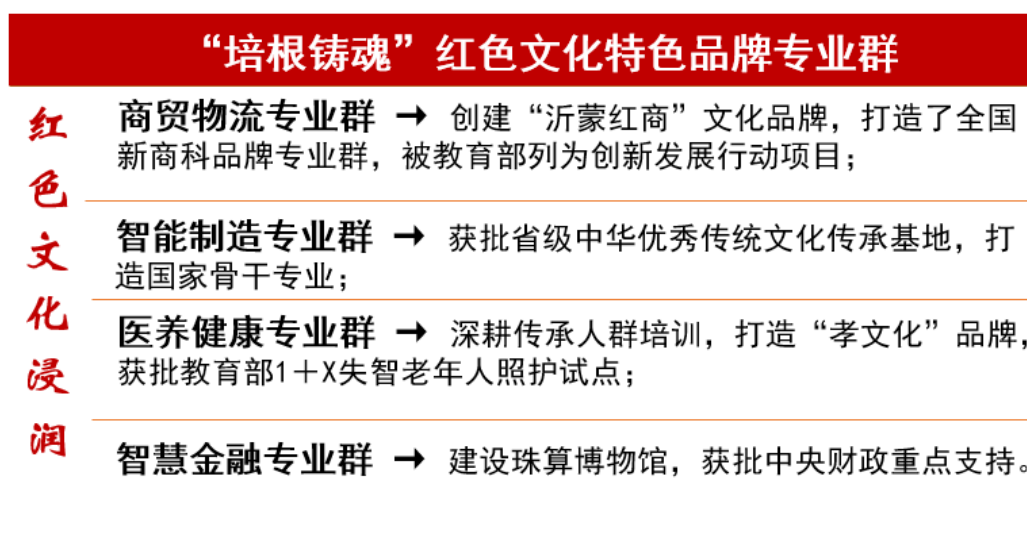 “培根铸魂”红色文化特色品牌专业群
红色文化浸润
商贸物流专业群 → 创建“沂蒙红商”文化品牌，打造了全国
新商科品牌专业群，被教育部列为创新发展行动项目；
智能制造专业群 → 获批省级中华优秀传统文化传承基地，打
造国家骨干专业；
医养健康专业群 → 深耕传承人群培训，打造“孝文化”品牌，
获批教育部1＋X失智老年人照护试点；
智慧金融专业群 → 建设珠算博物馆，获批中央财政重点支持。